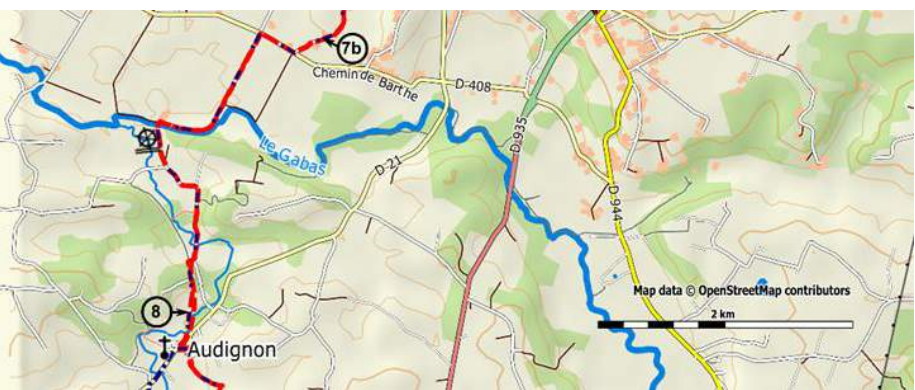 7b
Chemin de Barthe
D-408
D-935
Le Gabas
D-21
D-944
Map data © OpenStreetMap contributors
2 km
8
Audignon